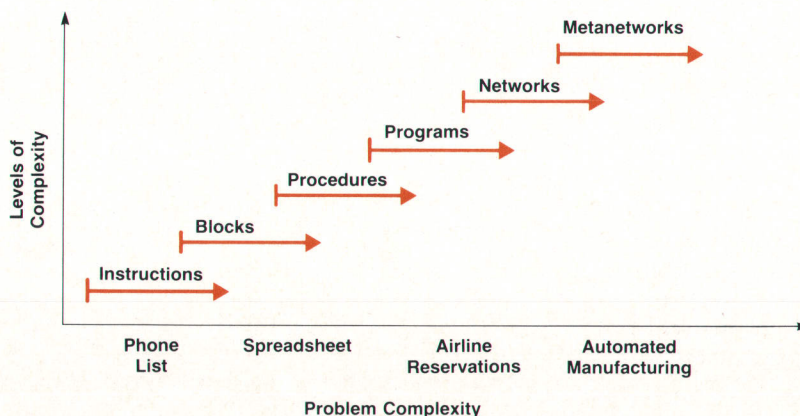 Metanetworks
Networks
Programs
Procedures
Blocks
Instructions
Levels of
Complexity
Phone
List
Spreadsheet
Airline
Reservations
Automated
Manufacturing
Problem Complexity